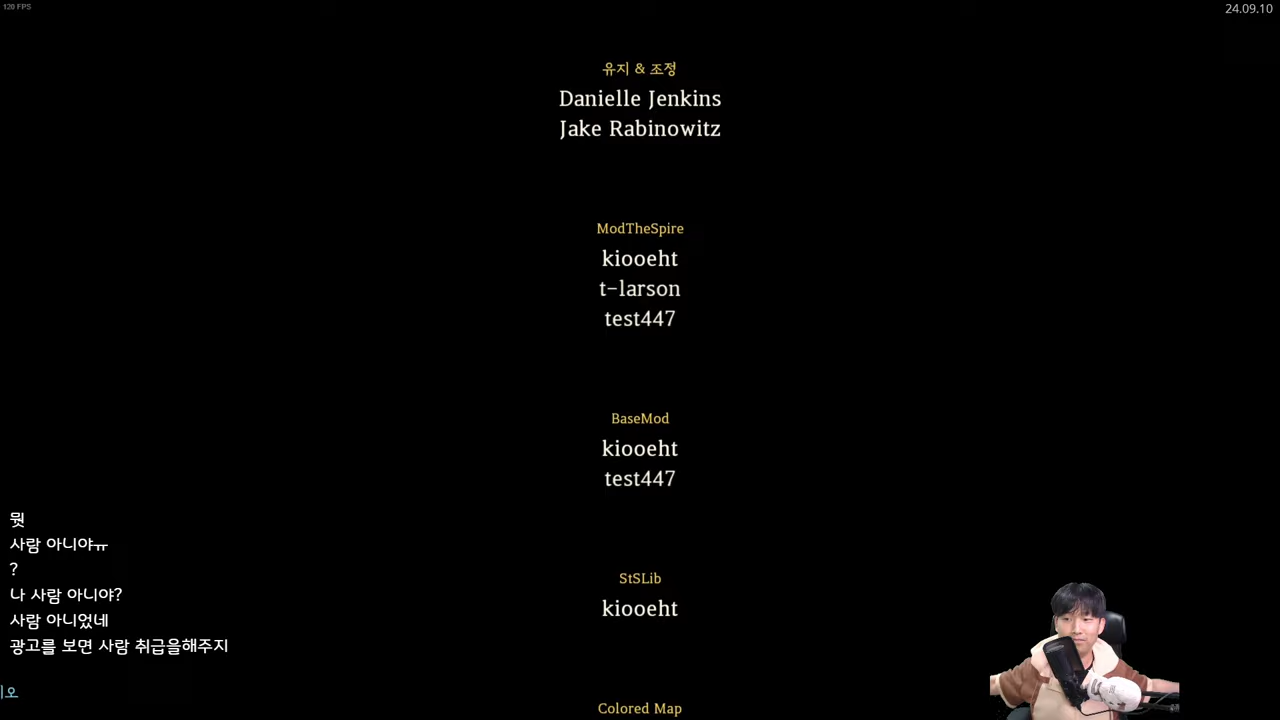 120 FPS
24.09.10
유지 & 조정
Danielle Jenkins
Jake Rabinowitz
ModTheSpire
kiooeht
t-larson
test447
BaseMod
kiooeht
test447
StSLib
kiooeht
Colored Map
뭣
사람 아니야ㅠ
?
나 사람 아니야?
사람 아니었네
광고를 보면 사람 취급을해주지